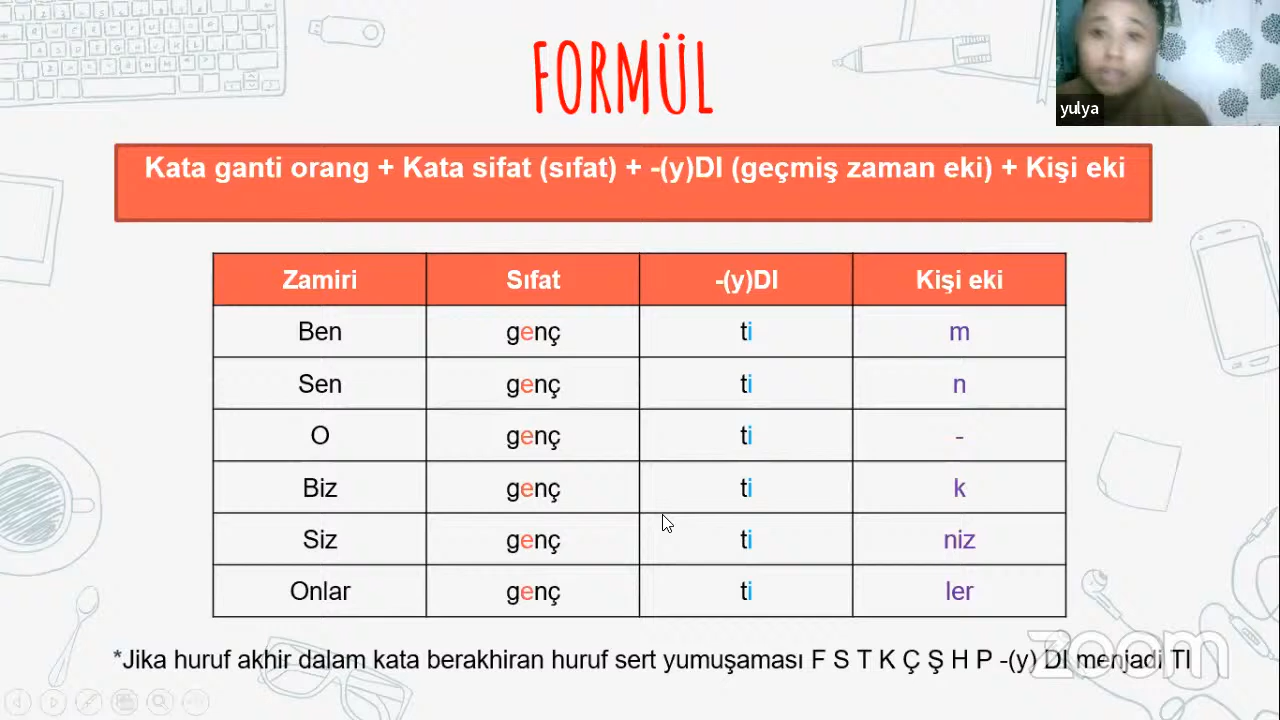 FORMÜL
yulya
Kata ganti orang + Kata sifat (sıfat) + -(y)DI (geçmiş zaman eki) + Kişi eki
Zamiri Sıfat -(y)DI Kişi eki
Ben genç ti m
Sen genç ti n
O genç ti -
Biz genç ti k
Siz genç ti niz
Onlar genç ti ler
*Jika huruf akhir dalam kata berakhiran huruf sert yumuşaması F S T K Ç Ş H P -(y) DI menjadi TI
zoom